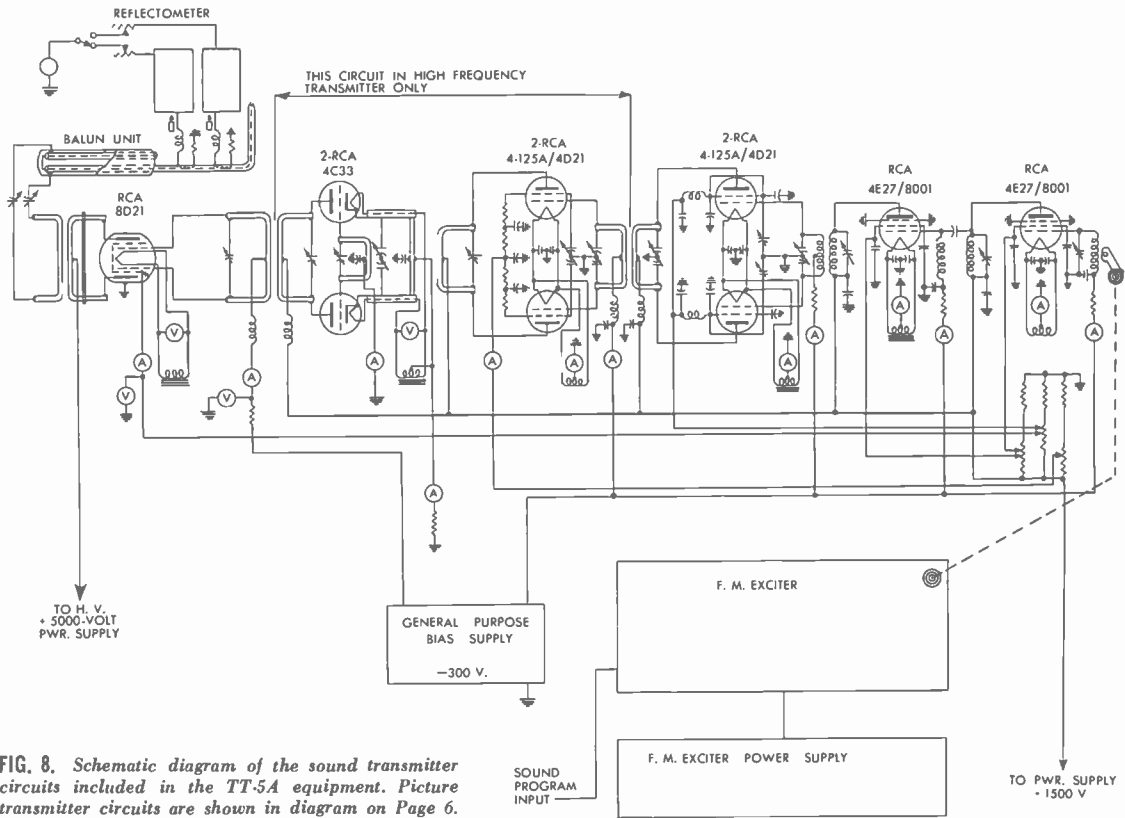 REFLECTOMETER
THIS CIRCUIT IN HIGH FREQUENCY
TRANSMITTER ONLY
BALUN UNIT
RCA
8D21
2-RCA
4C33
2-RCA
4-125A/4D21
2-RCA
4-125A/4D21
RCA
4E27/8001
RCA
4E27/8001
V
A
V
A
V
A
V
A
A
A
A
A
A
A
A
A
A
A
TO H. V.
+ 5000-VOLT
PWR. SUPPLY
GENERAL PURPOSE
BIAS SUPPLY
—300 V.
F. M. EXCITER
F. M. EXCITER POWER SUPPLY
SOUND
PROGRAM
INPUT
TO PWR. SUPPLY
+ 1500 V
FIG. 8. Schematic diagram of the sound transmitter
circuits included in the TT-5A equipment. Picture
transmitter circuits are shown in diagram on Page 6.